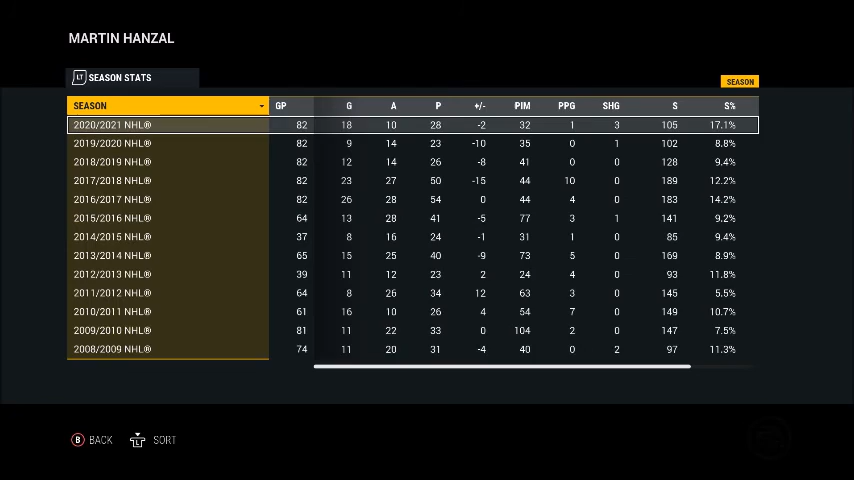 MARTIN HANZAL
LT SEASON STATS
SEASON
SEASON GP G A P +/- PIM PPG SHG S S%
2020/2021 NHL® 82 18 10 28 -2 32 1 3 105 17.1%
2019/2020 NHL® 82 9 14 23 -10 35 0 1 102 8.8%
2018/2019 NHL® 82 12 14 26 -8 41 0 0 128 9.4%
2017/2018 NHL® 82 23 27 50 -15 44 10 0 189 12.2%
2016/2017 NHL® 82 26 28 54 0 44 4 0 183 14.2%
2015/2016 NHL® 64 13 28 41 -5 77 3 1 141 9.2%
2014/2015 NHL® 37 8 16 24 -1 31 1 0 85 9.4%
2013/2014 NHL® 65 15 25 40 -9 73 5 0 169 8.9%
2012/2013 NHL® 39 11 12 23 2 24 4 0 93 11.8%
2011/2012 NHL® 64 8 26 34 12 63 3 0 145 5.5%
2010/2011 NHL® 61 16 10 26 4 54 7 0 149 10.7%
2009/2010 NHL® 81 11 22 33 0 104 2 0 147 7.5%
2008/2009 NHL® 74 11 20 31 -4 40 0 2 97 11.3%
B BACK L SORT